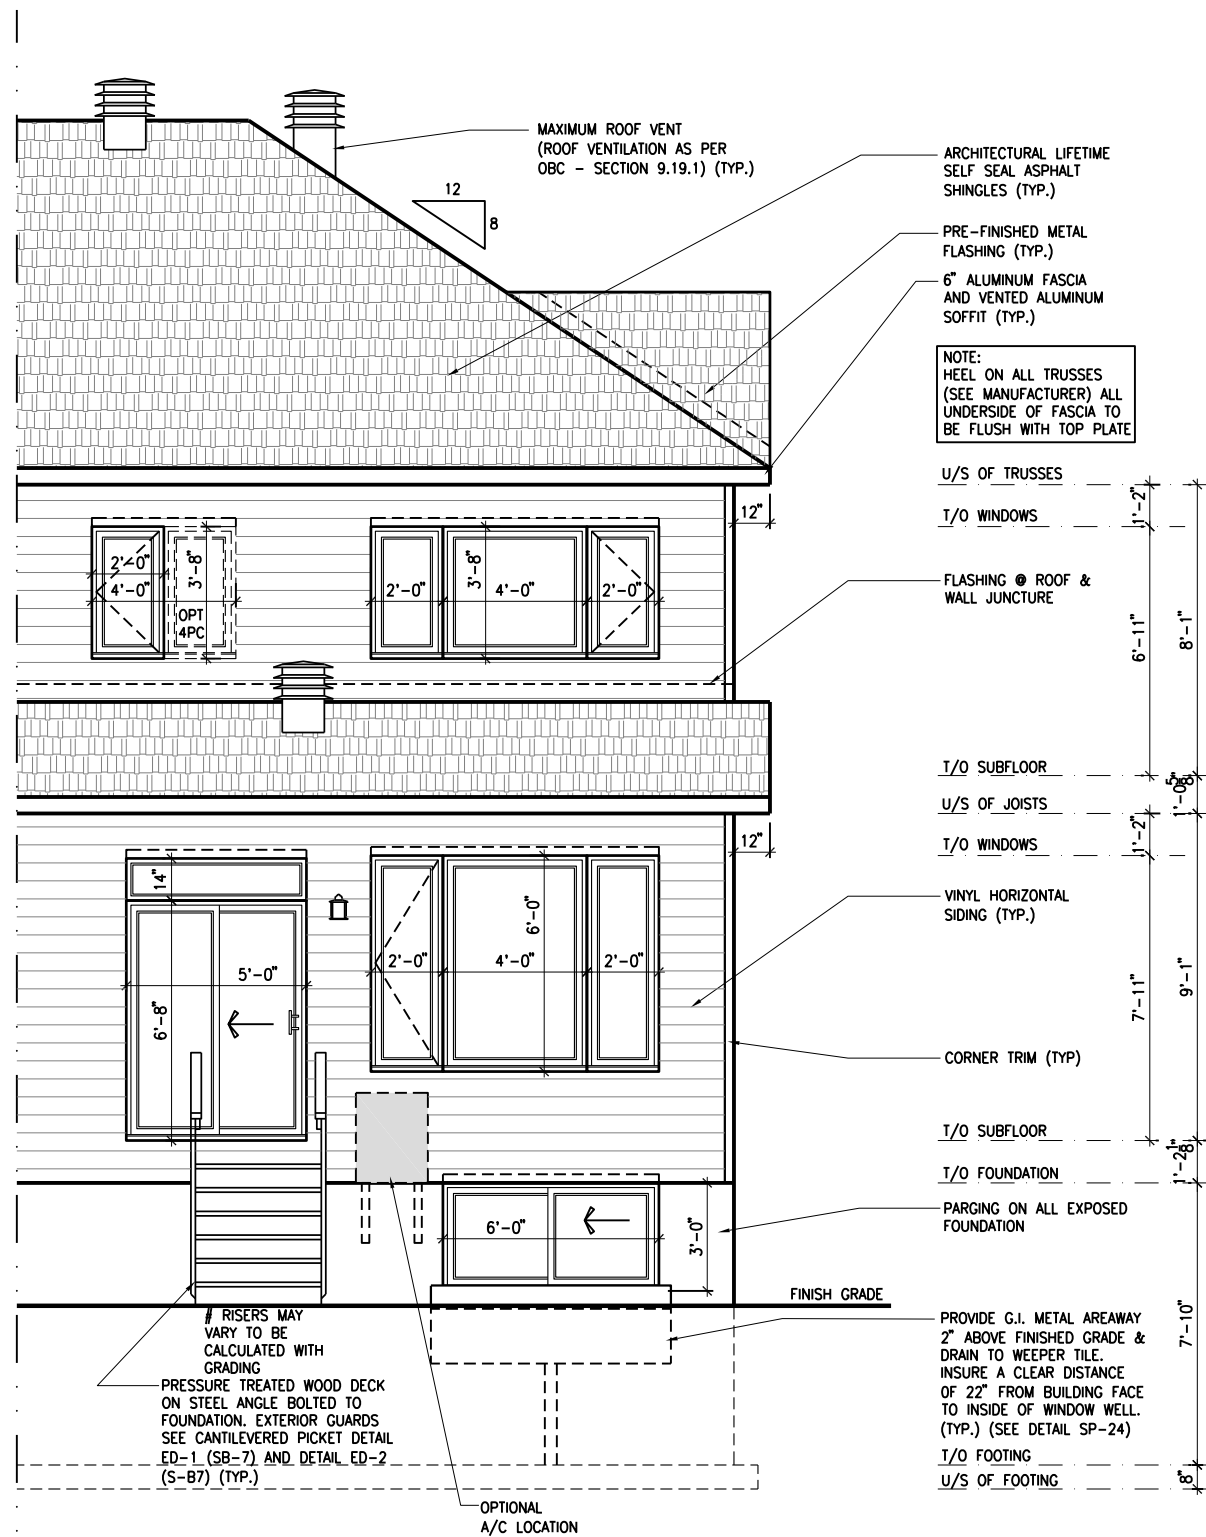 MAXIMUM ROOF VENT
(ROOF VENTILATION AS PER
OBC - SECTION 9.19.1) (TYP.)
12
8
ARCHITECTURAL LIFETIME
SELF SEAL ASPHALT
SHINGLES (TYP.)
PRE-FINISHED METAL
FLASHING (TYP.)
6" ALUMINUM FASCIA
AND VENTED ALUMINUM
SOFFIT (TYP.)
NOTE:
HEEL ON ALL TRUSSES
(SEE MANUFACTURER) ALL
UNDERSIDE OF FASCIA TO
BE FLUSH WITH TOP PLATE
U/S OF TRUSSES
1'-2"
12"
T/O WINDOWS
2'-0"
3'-8"
4'-0"
OPT
4PC
2'-0"
3'-8"
4'-0"
2'-0"
FLASHING @ ROOF &
WALL JUNCTURE
6'-11"
8'-1"
T/O SUBFLOOR
1'-0 5/8"
U/S OF JOISTS
1'-2"
12"
T/O WINDOWS
14"
VINYL HORIZONTAL
SIDING (TYP.)
6'-0"
2'-0"
4'-0"
2'-0"
5'-0"
6'-8"
7'-11"
9'-1"
CORNER TRIM (TYP)
T/O SUBFLOOR
1'-2 1/8"
T/O FOUNDATION
6'-0"
3'-0"
PARGING ON ALL EXPOSED
FOUNDATION
FINISH GRADE
# RISERS MAY
VARY TO BE
CALCULATED WITH
GRADING
PRESSURE TREATED WOOD DECK
ON STEEL ANGLE BOLTED TO
FOUNDATION. EXTERIOR GUARDS
SEE CANTILEVERED PICKET DETAIL
ED-1 (SB-7) AND DETAIL ED-2
(S-B7) (TYP.)
PROVIDE G.I. METAL AREAWAY
2" ABOVE FINISHED GRADE &
DRAIN TO WEEPER TILE.
INSURE A CLEAR DISTANCE
OF 22" FROM BUILDING FACE
TO INSIDE OF WINDOW WELL.
(TYP.) (SEE DETAIL SP-24)
7'-10"
T/O FOOTING
U/S OF FOOTING
8"
OPTIONAL
A/C LOCATION